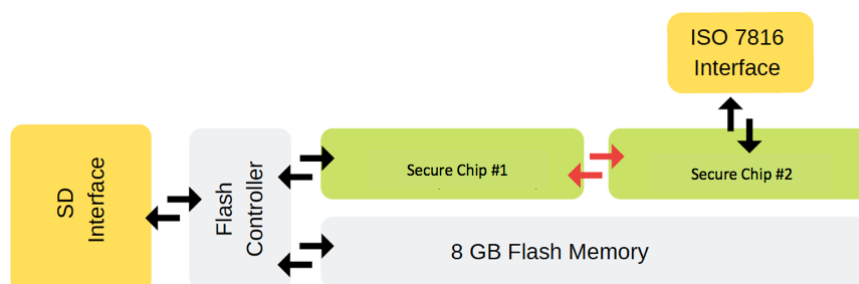 ISO 7816
Interface
SD
Interface
Flash
Controller
Secure Chip #1
Secure Chip #2
8 GB Flash Memory